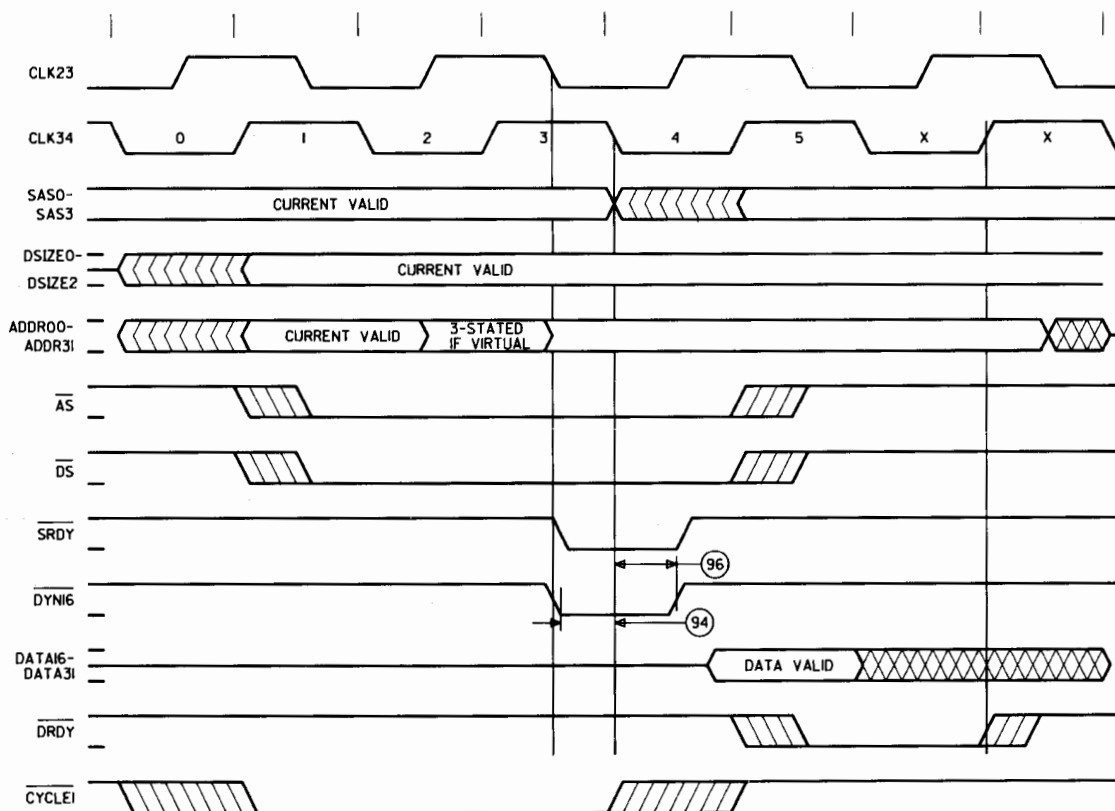 CLK23
CLK34
0 1 2 3 4 5 X X
SAS0-
SAS3
CURRENT VALID
DSIZE0-
DSIZE2
CURRENT VALID
ADDR00-
ADDR31
CURRENT VALID
3-STATED
IF VIRTUAL
AS
DS
SRDY
96
DYN16
94
DATA16-
DATA31
DATA VALID
DRDY
CYCLE1